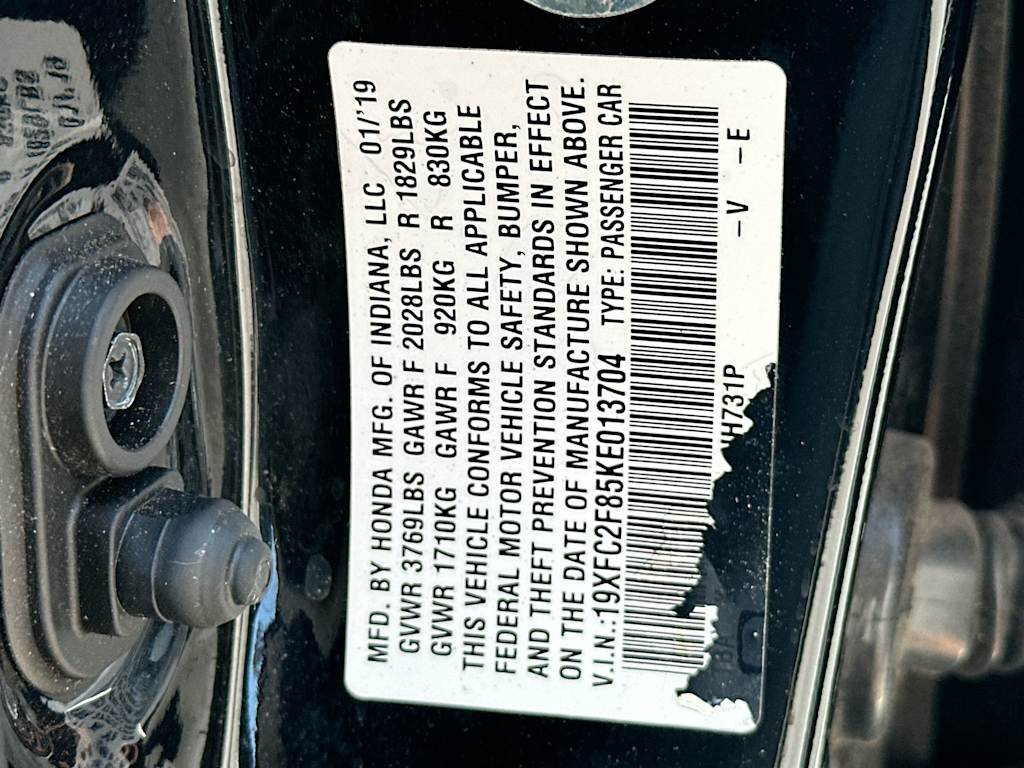 MFD. BY HONDA MFG. OF INDIANA, LLC 01/'19
GVWR 3769LBS GAWR F 2028LBS R 1829LBS
GVWR 1710KG GAWR F 920KG R 830KG
THIS VEHICLE CONFORMS TO ALL APPLICABLE
FEDERAL MOTOR VEHICLE SAFETY, BUMPER,
AND THEFT PREVENTION STANDARDS IN EFFECT
ON THE DATE OF MANUFACTURE SHOWN ABOVE.
V.I.N.:19XFC2F85KE013704 TYPE: PASSENGER CAR
H731P -V -E